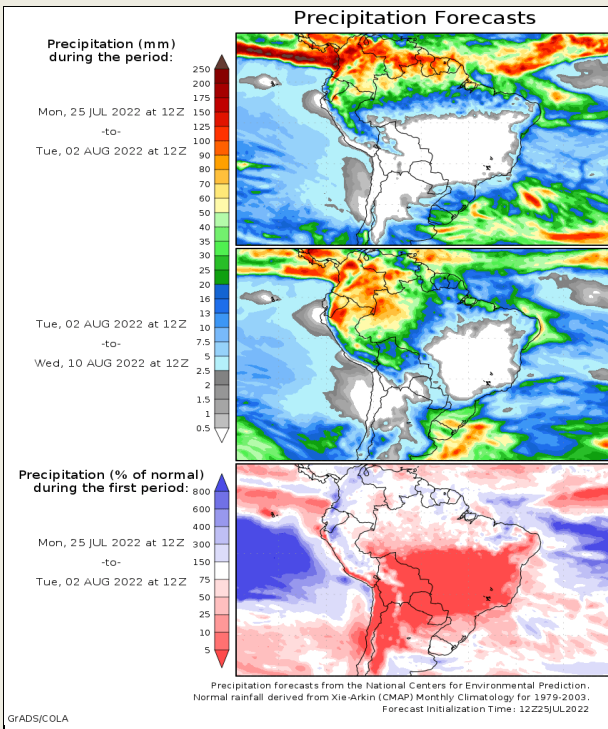 Precipitation Forecasts
Precipitation (mm)
during the period:
Mon, 25 JUL 2022 at 12Z
-to-
Tue, 02 AUG 2022 at 12Z
250
200
175
150
125
100
90
80
70
60
50
40
35
30
25
20
16
13
10
7.5
5
2.5
2
1.5
1
0.5
Tue, 02 AUG 2022 at 12Z
-to-
Wed, 10 AUG 2022 at 12Z
Precipitation (% of normal)
during the first period:
Mon, 25 JUL 2022 at 12Z
-to-
Tue, 02 AUG 2022 at 12Z
800
600
400
300
150
75
50
25
10
5
Precipitation forecasts from the National Centers for Environmental Prediction.
Normal rainfall derived from Xie-Arkin (CMAP) Monthly Climatology for 1979-2003.
Forecast Initialization Time: 12Z25JUL2022
GrADS/COLA